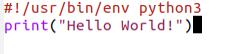 #!/usr/bin/env python3
print("Hello World!")